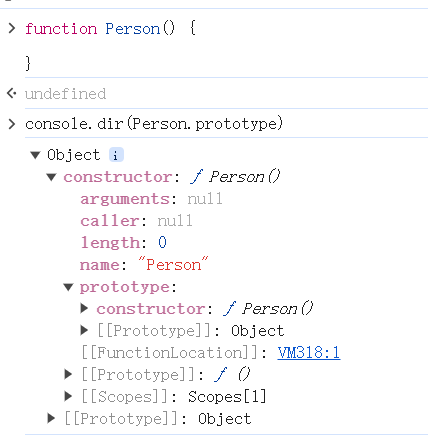 function Person() {
}
undefined
console.dir(Person.prototype)
Object i
constructor: ƒ Person()
arguments: null
caller: null
length: 0
name: "Person"
prototype:
constructor: ƒ Person()
[[Prototype]]: Object
[[FunctionLocation]]: VM318:1
[[Prototype]]: ƒ ()
[[Scopes]]: Scopes[1]
[[Prototype]]: Object